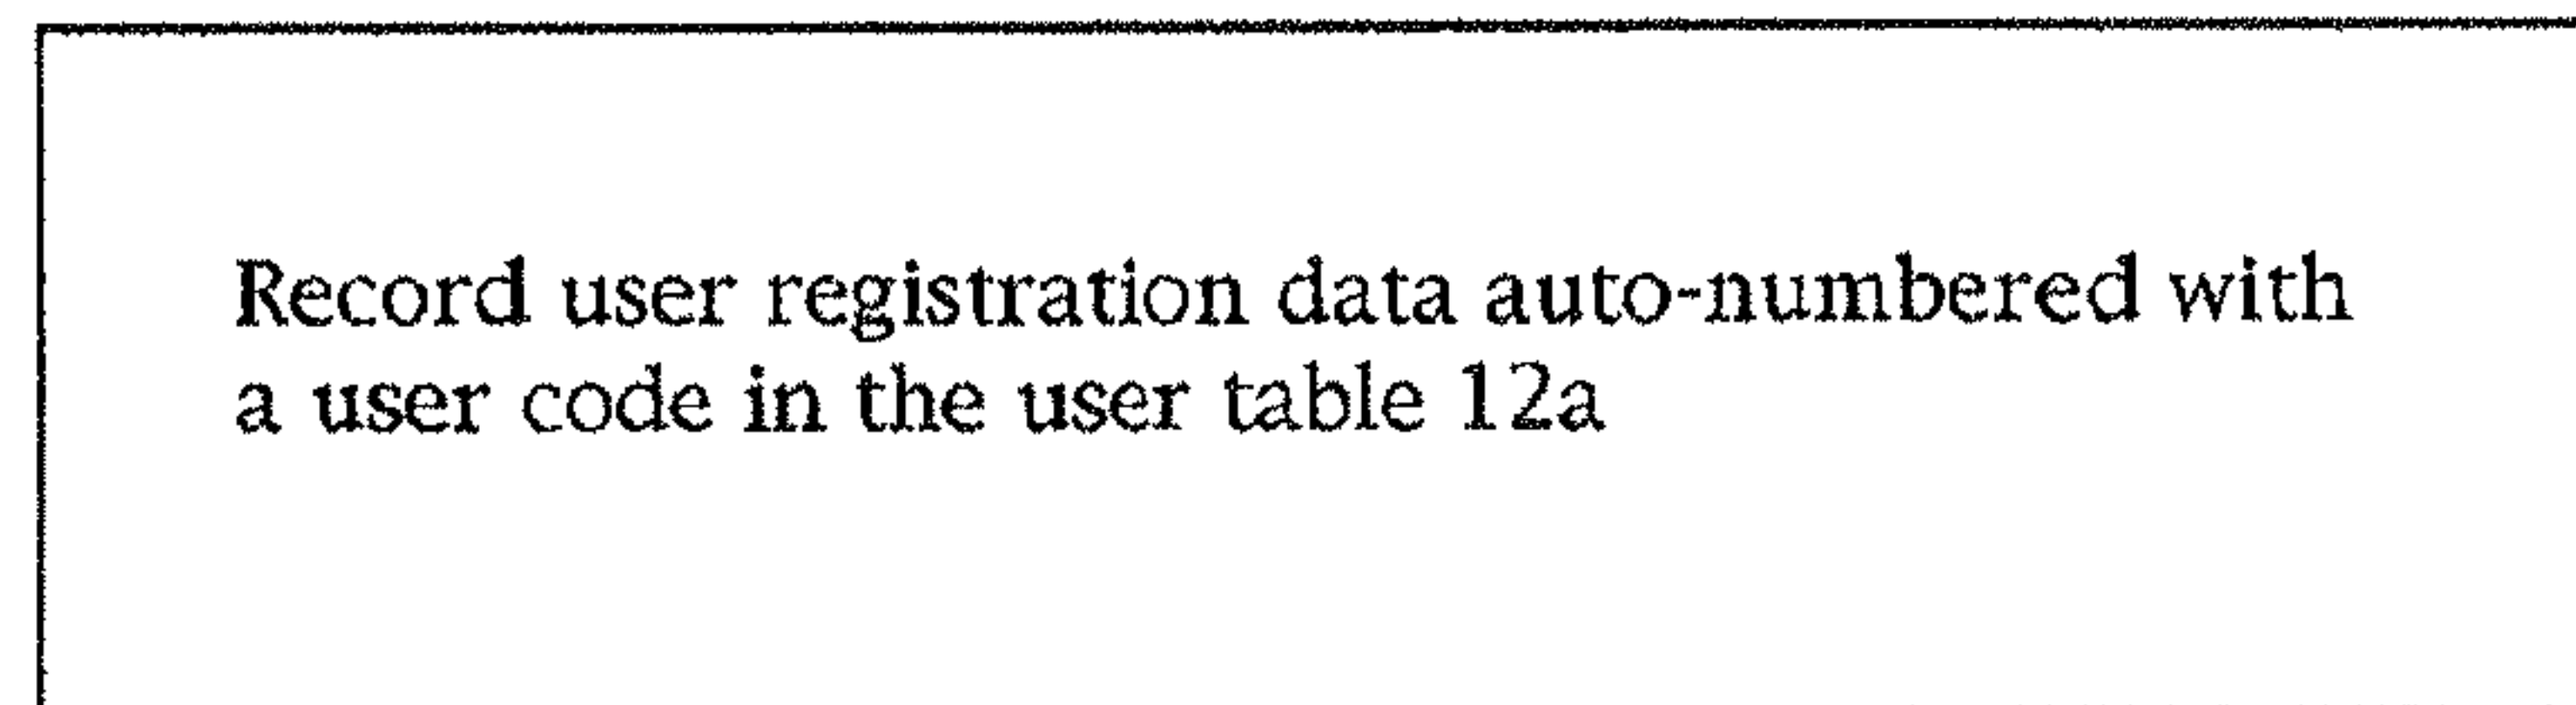 Record user registration data auto-numbered with
a user code in the user table 12a